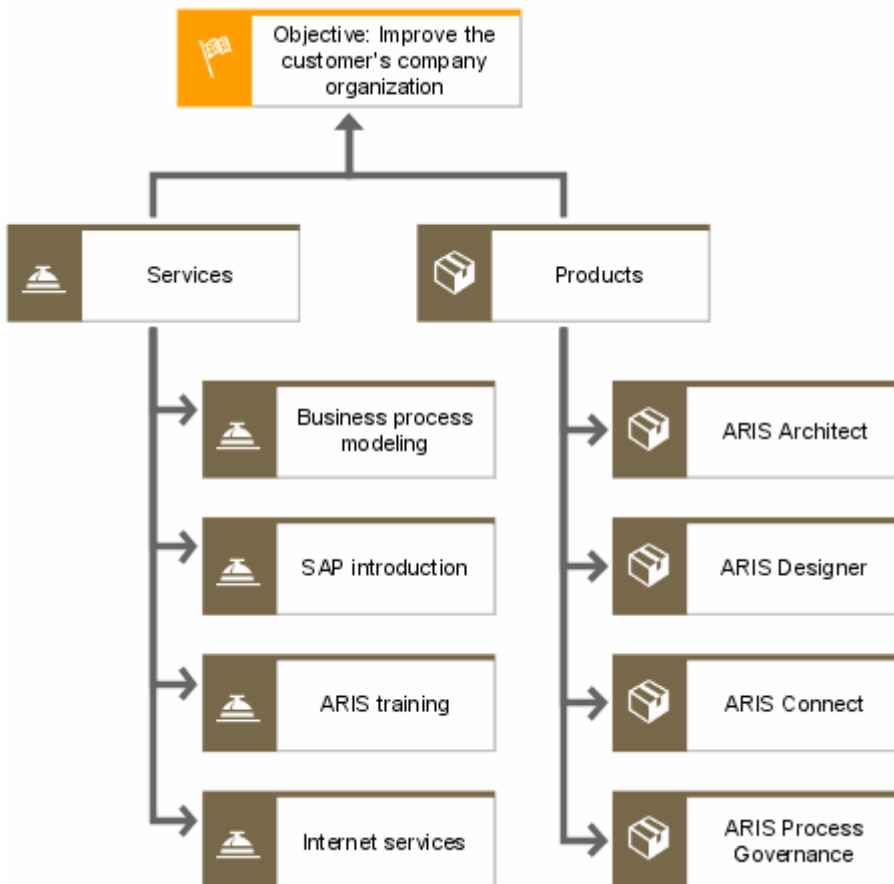 Objective: Improve the
customer's company
organization
Services
Products
Business process
modeling
ARIS Architect
SAP introduction
ARIS Designer
ARIS training
ARIS Connect
Internet services
ARIS Process
Governance